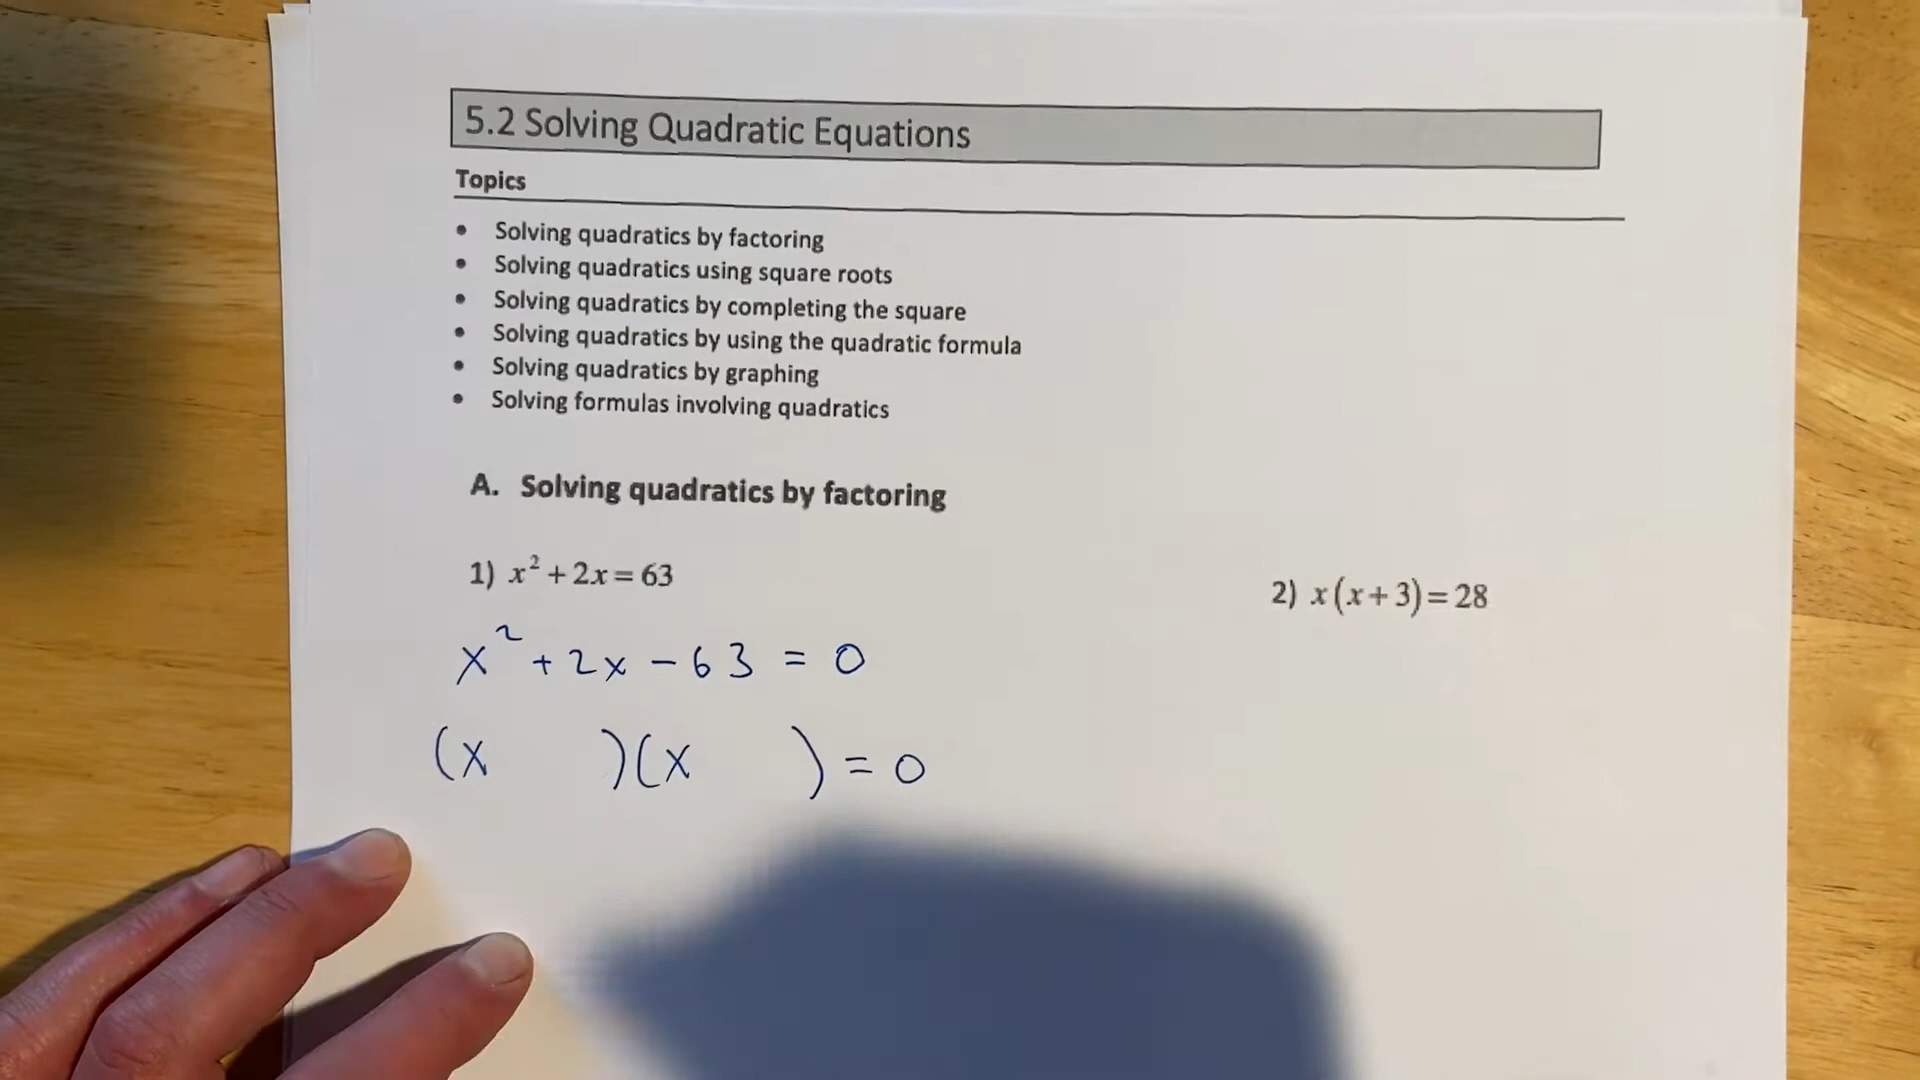 5.2 Solving Quadratic Equations
Topics
• Solving quadratics by factoring
• Solving quadratics using square roots
• Solving quadratics by completing the square
• Solving quadratics by using the quadratic formula
• Solving quadratics by graphing
• Solving formulas involving quadratics
A. Solving quadratics by factoring
1) x² + 2x = 63
2) x(x+3) = 28
x² + 2x - 63 = 0
(x )(x ) = 0